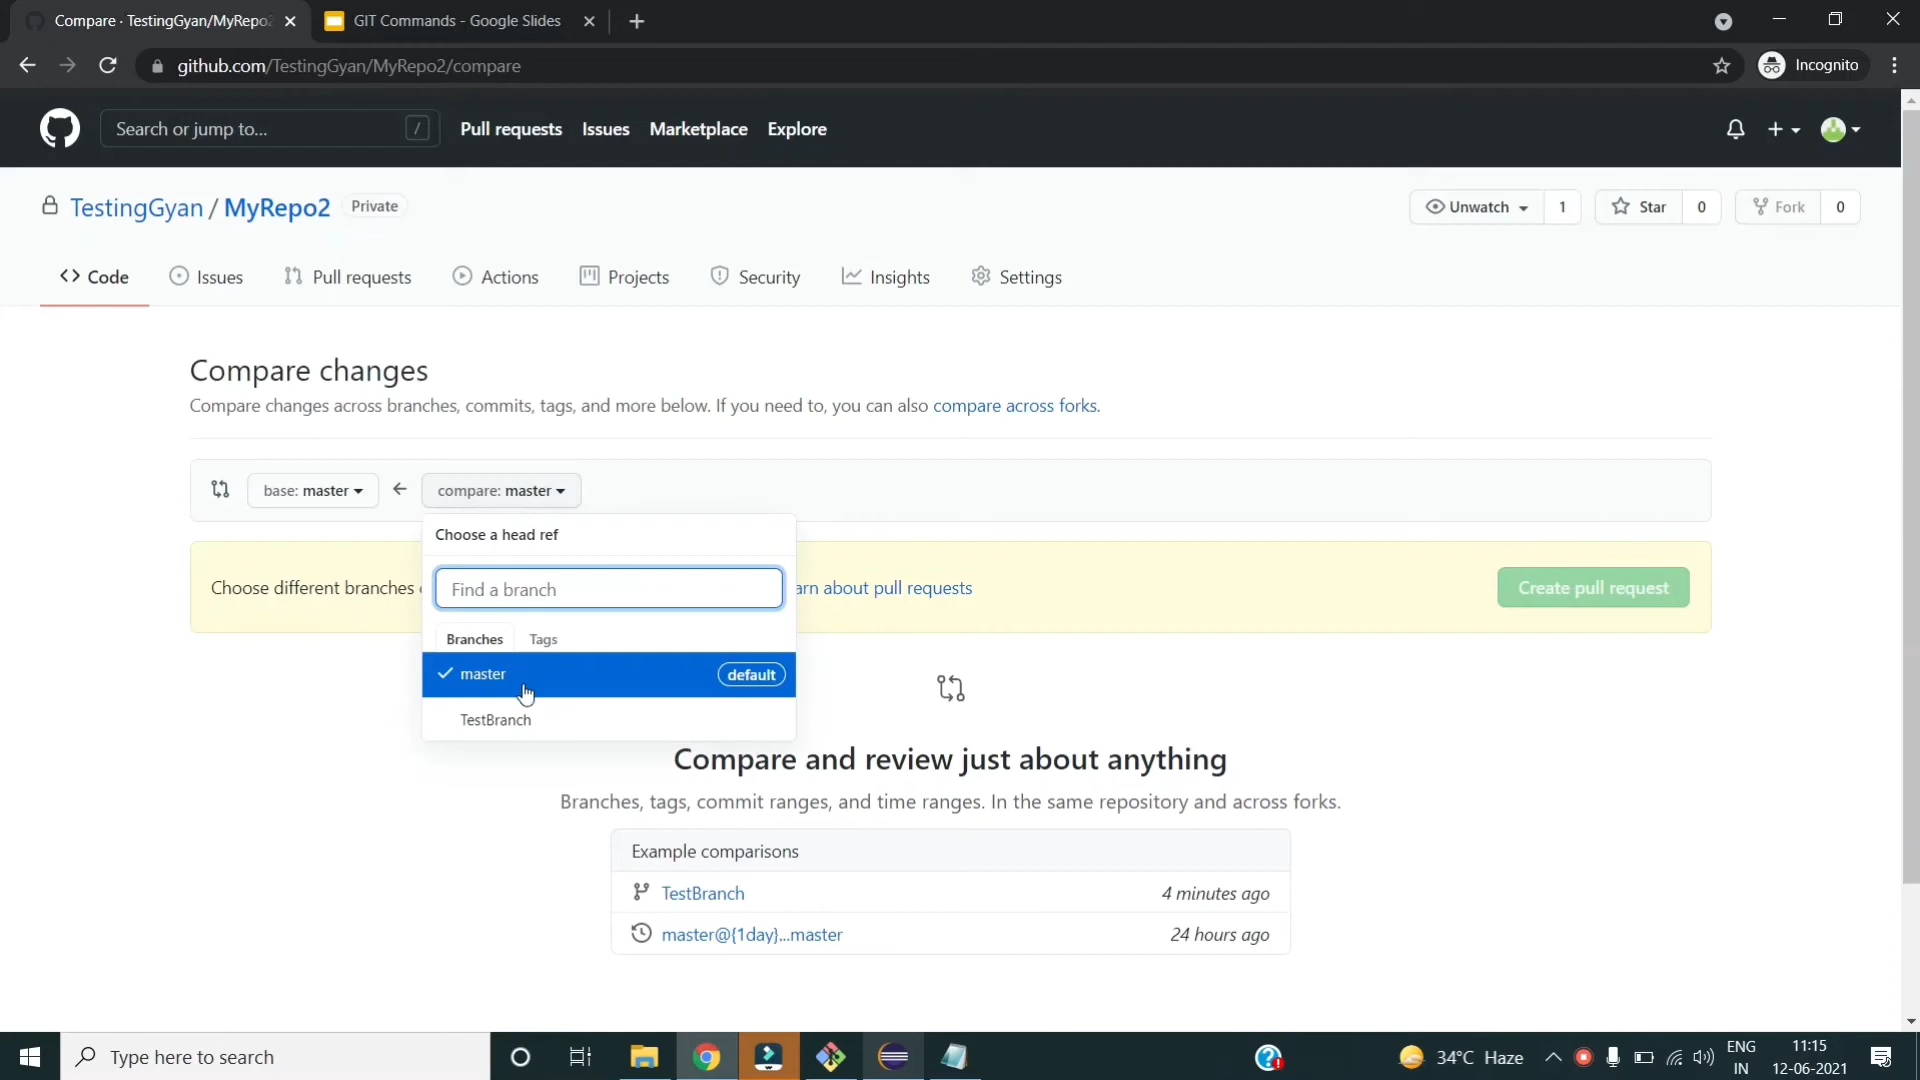 Compare · TestingGyan/MyRepo2
GIT Commands - Google Slides
github.com/TestingGyan/MyRepo2/compare
Incognito
Search or jump to...
/
Pull requests
Issues
Marketplace
Explore
TestingGyan / MyRepo2
Private
Unwatch
1
Star
0
Fork
0
Code
Issues
Pull requests
Actions
Projects
Security
Insights
Settings
Compare changes
Compare changes across branches, commits, tags, and more below. If you need to, you can also compare across forks.
base: master
compare: master
Choose a head ref
Find a branch
Choose different branches
arn about pull requests
Create pull request
Branches
Tags
master
default
TestBranch
Compare and review just about anything
Branches, tags, commit ranges, and time ranges. In the same repository and across forks.
Example comparisons
TestBranch
4 minutes ago
master@{1day}...master
24 hours ago
Type here to search
34°C Haze
ENG
IN
11:15
12-06-2021